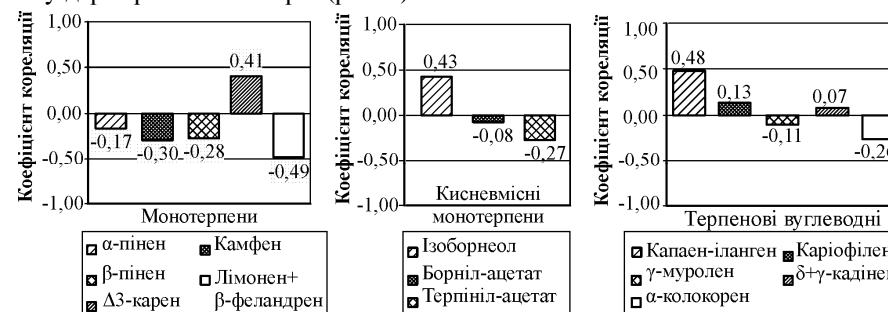 Коефіцієнт кореляції
1,00
0,50
0,00
-0,50
-1,00
-0,17
-0,30
-0,28
0,41
-0,49
Монотерпени
α-пінен
Камфен
β-пінен
Лімонен+
β-феландрен
Δ3-карен
Коефіцієнт кореляції
1,00
0,50
0,00
-0,50
-1,00
0,43
-0,08
-0,27
Кисневмісні
монотерпени
Ізоборнеол
Борніл-ацетат
Терпініл-ацетат
Коефіцієнт кореляції
1,00
0,50
0,00
-0,50
-1,00
0,48
0,13
-0,11
0,07
Терпенові вуглеводні
Капаен-іланген
Каріофілен
γ-муролен
δ+γ-кадінен
α-колокорен